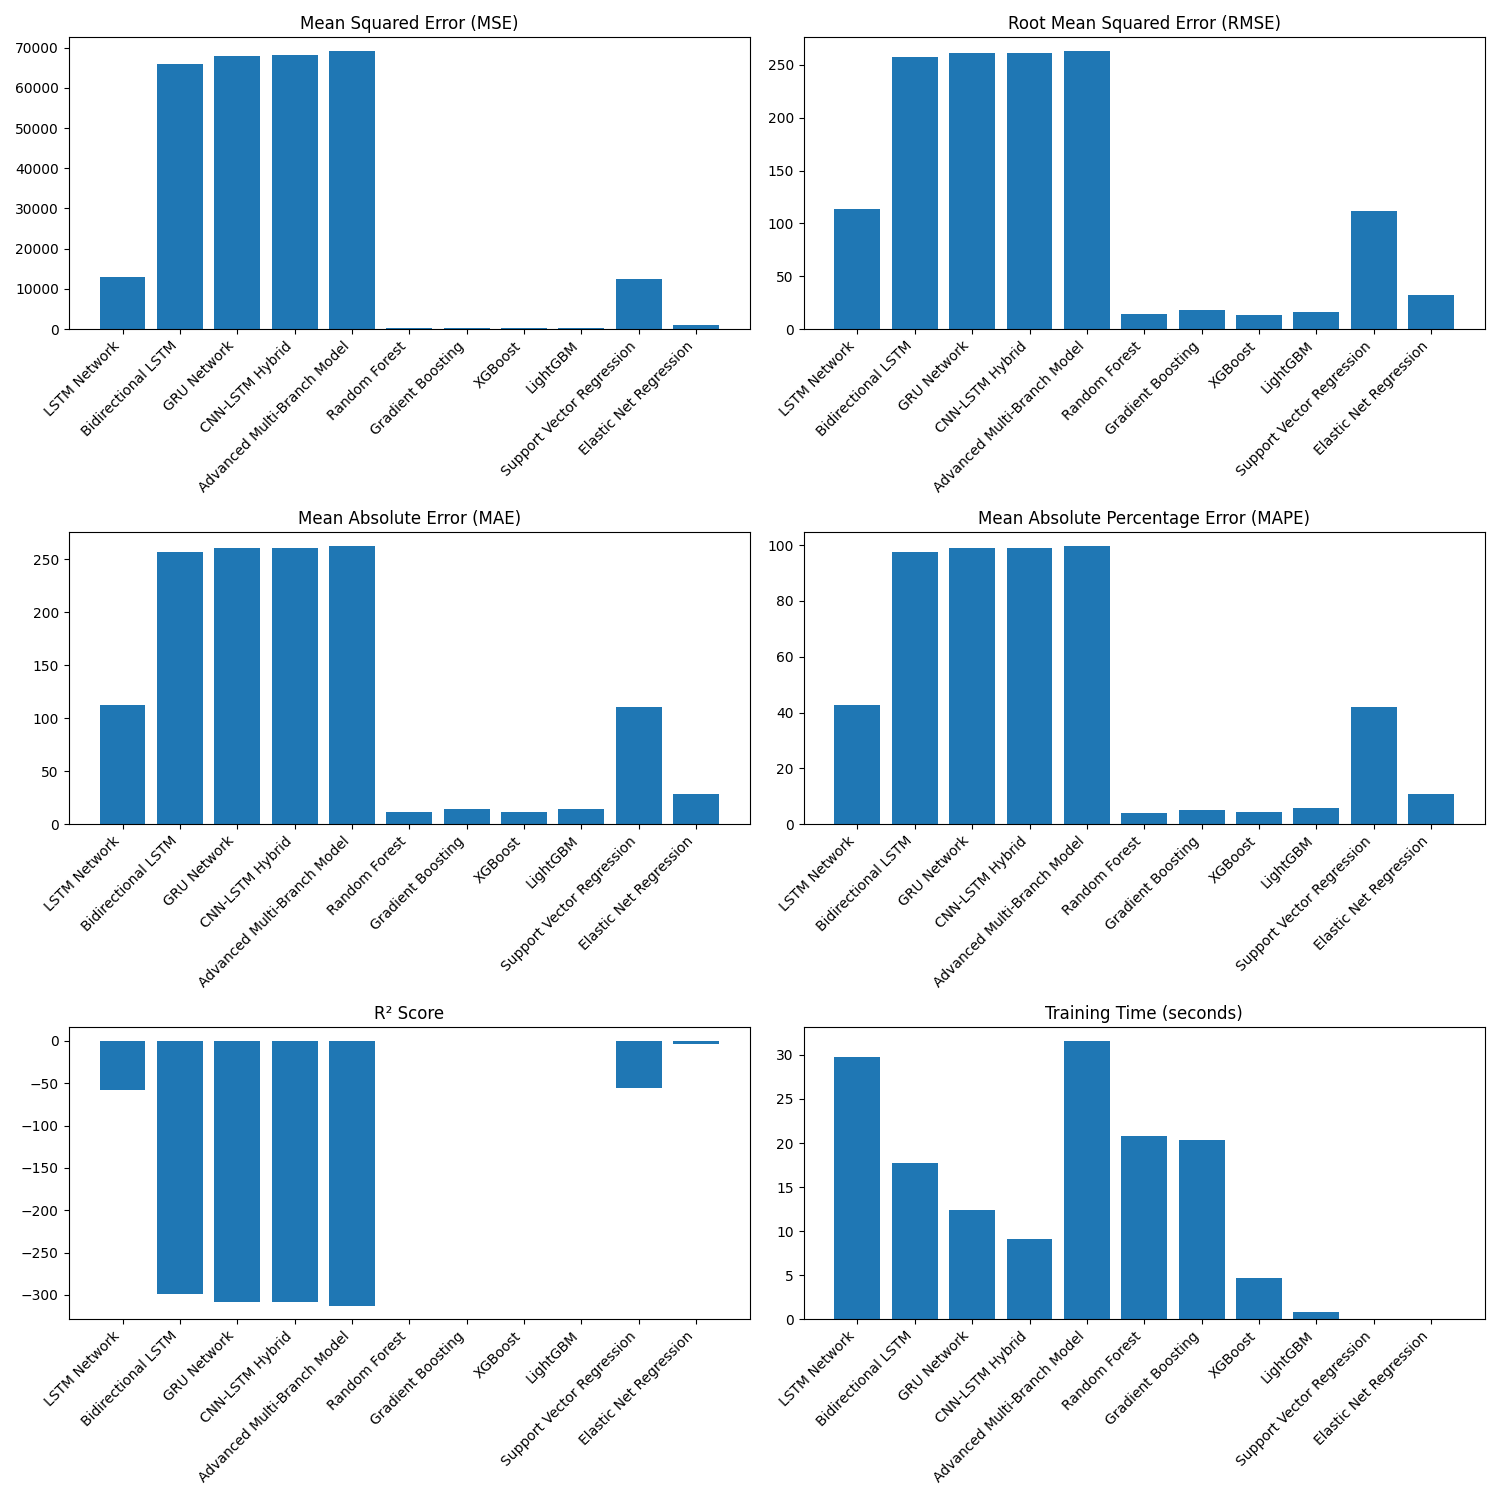 Mean Squared Error (MSE)
70000
60000
50000
40000
30000
20000
10000
0
LSTM Network
Bidirectional LSTM
GRU Network
CNN-LSTM Hybrid
Advanced Multi-Branch Model
Random Forest
Gradient Boosting
XGBoost
LightGBM
Support Vector Regression
Elastic Net Regression
Root Mean Squared Error (RMSE)
250
200
150
100
50
0
LSTM Network
Bidirectional LSTM
GRU Network
CNN-LSTM Hybrid
Advanced Multi-Branch Model
Random Forest
Gradient Boosting
XGBoost
LightGBM
Support Vector Regression
Elastic Net Regression
Mean Absolute Error (MAE)
250
200
150
100
50
0
LSTM Network
Bidirectional LSTM
GRU Network
CNN-LSTM Hybrid
Advanced Multi-Branch Model
Random Forest
Gradient Boosting
XGBoost
LightGBM
Support Vector Regression
Elastic Net Regression
Mean Absolute Percentage Error (MAPE)
100
80
60
40
20
0
LSTM Network
Bidirectional LSTM
GRU Network
CNN-LSTM Hybrid
Advanced Multi-Branch Model
Random Forest
Gradient Boosting
XGBoost
LightGBM
Support Vector Regression
Elastic Net Regression
R² Score
0
−50
−100
−150
−200
−250
−300
LSTM Network
Bidirectional LSTM
GRU Network
CNN-LSTM Hybrid
Advanced Multi-Branch Model
Random Forest
Gradient Boosting
XGBoost
LightGBM
Support Vector Regression
Elastic Net Regression
Training Time (seconds)
30
25
20
15
10
5
0
LSTM Network
Bidirectional LSTM
GRU Network
CNN-LSTM Hybrid
Advanced Multi-Branch Model
Random Forest
Gradient Boosting
XGBoost
LightGBM
Support Vector Regression
Elastic Net Regression